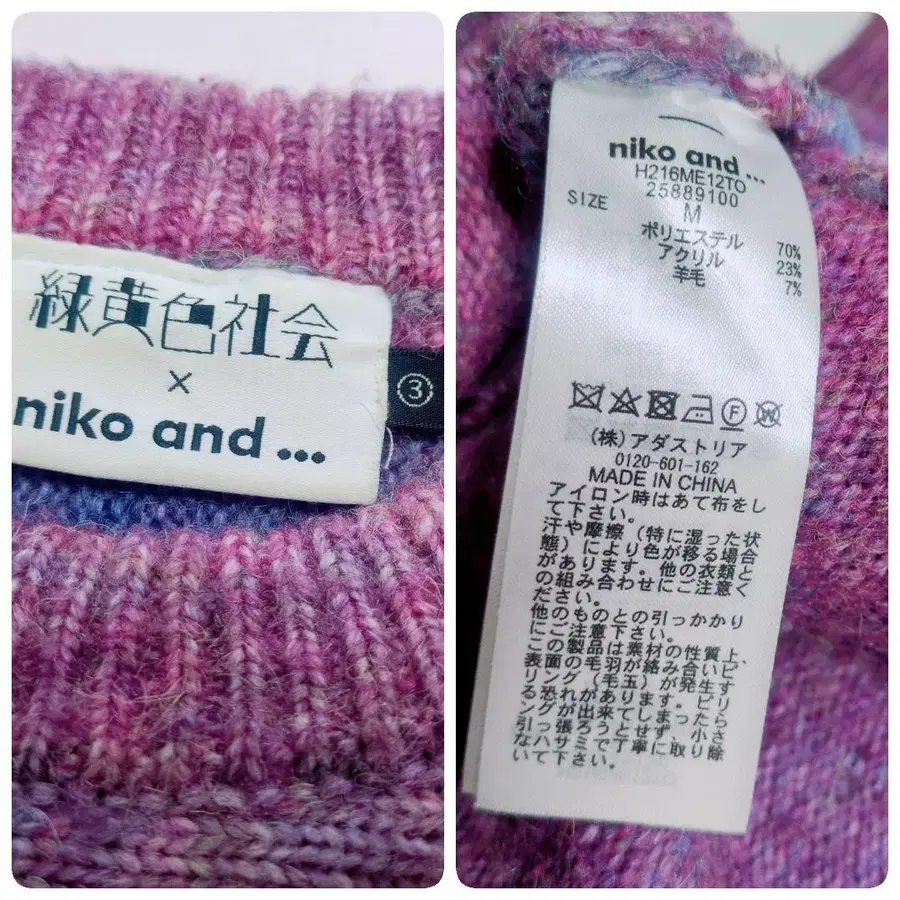 緑黄色社会
×
niko and ...
③
niko and ...
H216ME12TO
25889100
SIZE M
ポリエステル 70%
アクリル 23%
羊毛 7%
(株)アダストリア
0120-601-162
MADE IN CHINA
アイロン時はあて布をし
て下さい。
汗や摩擦(特に湿った状
態)により色が移る場合
があります。他の衣類と
の組み合わせにご注意く
ださい。
他のものとの引っかかり
にご注意下さい。
この製品は素材の性質上、
表面の毛羽が絡み合いピ
リング(毛玉)が発生す
る恐れがあります。ピリ
ングが出来てしまったら
引っ張ろうとせず、小さ
なハサミで丁寧に取り除
いて下さい。